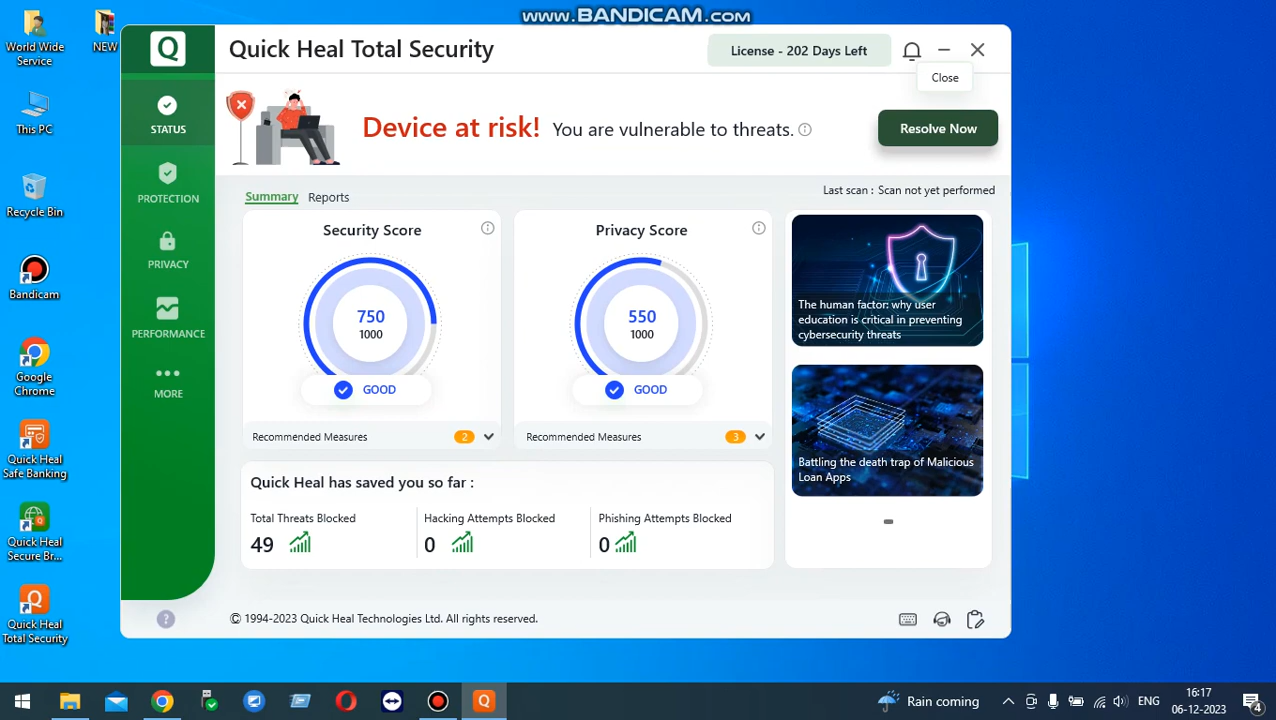 www.BANDICAM.com
World Wide
Service
NEW
This PC
Recycle Bin
Bandicam
Google
Chrome
Quick Heal
Safe Banking
Quick Heal
Secure Br...
Quick Heal
Total Security
Q
Quick Heal Total Security
License - 202 Days Left
Close
STATUS
PROTECTION
PRIVACY
PERFORMANCE
MORE
?
Device at risk! You are vulnerable to threats.
Resolve Now
Summary Reports
Last scan : Scan not yet performed
Security Score
750
1000
GOOD
Recommended Measures 2
Privacy Score
550
1000
GOOD
Recommended Measures 3
The human factor: why user
education is critical in preventing
cybersecurity threats
Battling the death trap of Malicious
Loan Apps
Quick Heal has saved you so far :
Total Threats Blocked
49
Hacking Attempts Blocked
0
Phishing Attempts Blocked
0
© 1994-2023 Quick Heal Technologies Ltd. All rights reserved.
Rain coming
ENG
16:17
06-12-2023
4